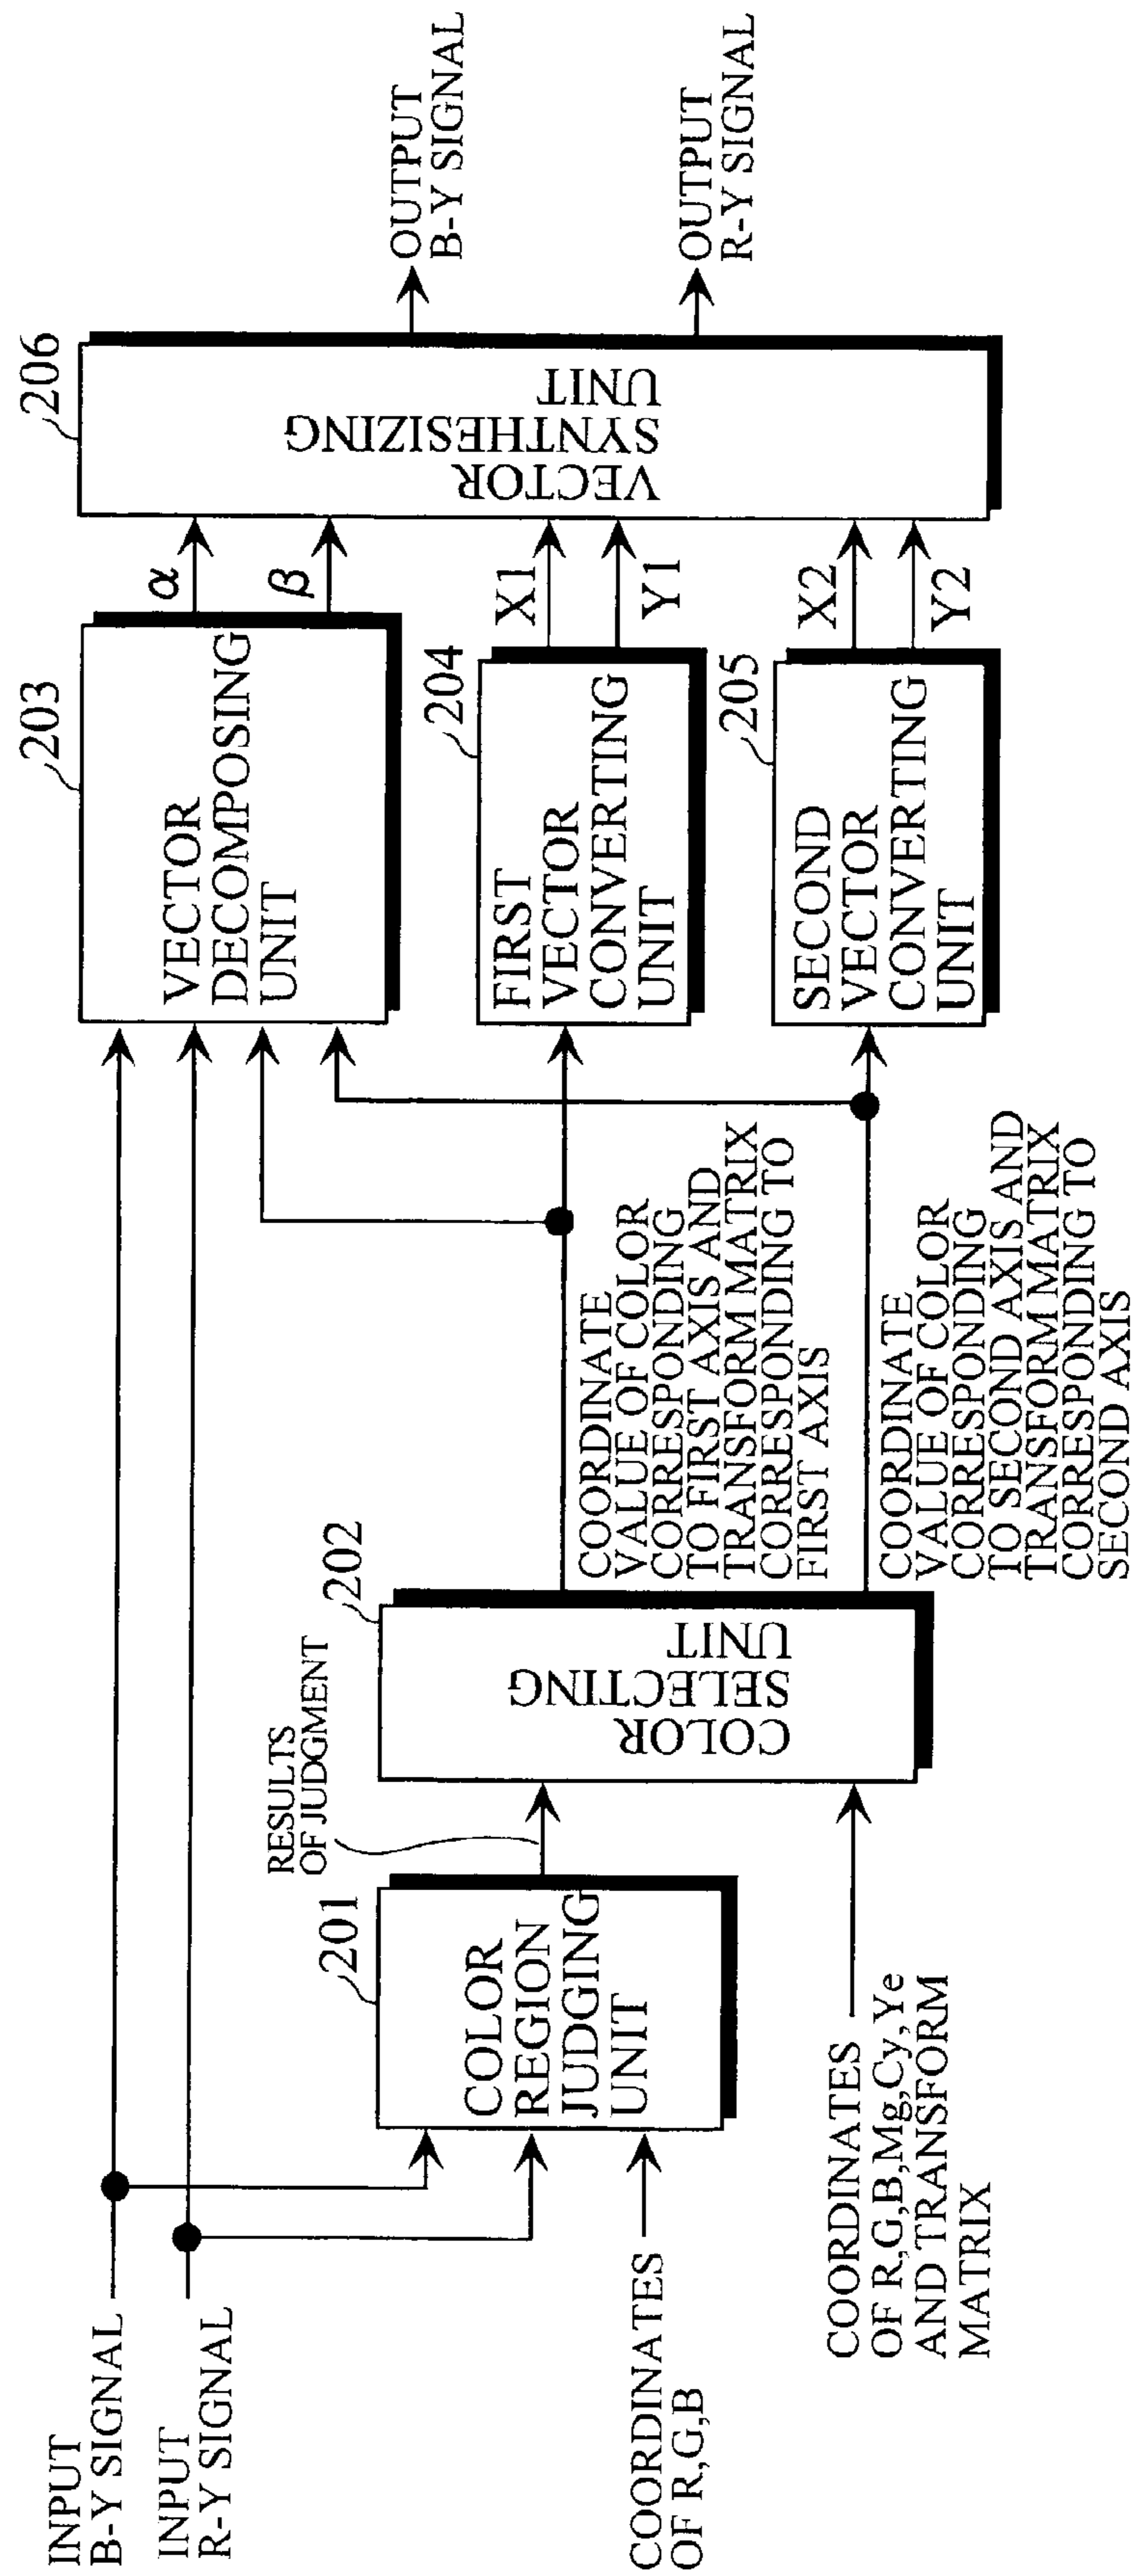 INPUT
B-Y SIGNAL
INPUT
R-Y SIGNAL
COORDINATES
OF R,G,B
201
COLOR
REGION
JUDGING
UNIT
RESULTS
OF JUDGMENT
COORDINATES
OF R,G,B,Mg,Cy,Ye
AND TRANSFORM
MATRIX
202
COLOR
SELECTING
UNIT
COORDINATE
VALUE OF COLOR
CORRESPONDING
TO FIRST AXIS AND
TRANSFORM MATRIX
CORRESPONDING TO
FIRST AXIS
COORDINATE
VALUE OF COLOR
CORRESPONDING
TO SECOND AXIS AND
TRANSFORM MATRIX
CORRESPONDING TO
SECOND AXIS
203
VECTOR
DECOMPOSING
UNIT
204
FIRST
VECTOR
CONVERTING
UNIT
205
SECOND
VECTOR
CONVERTING
UNIT
α
β
X1
Y1
X2
Y2
206
VECTOR
SYNTHESIZING
UNIT
OUTPUT
B-Y SIGNAL
OUTPUT
R-Y SIGNAL